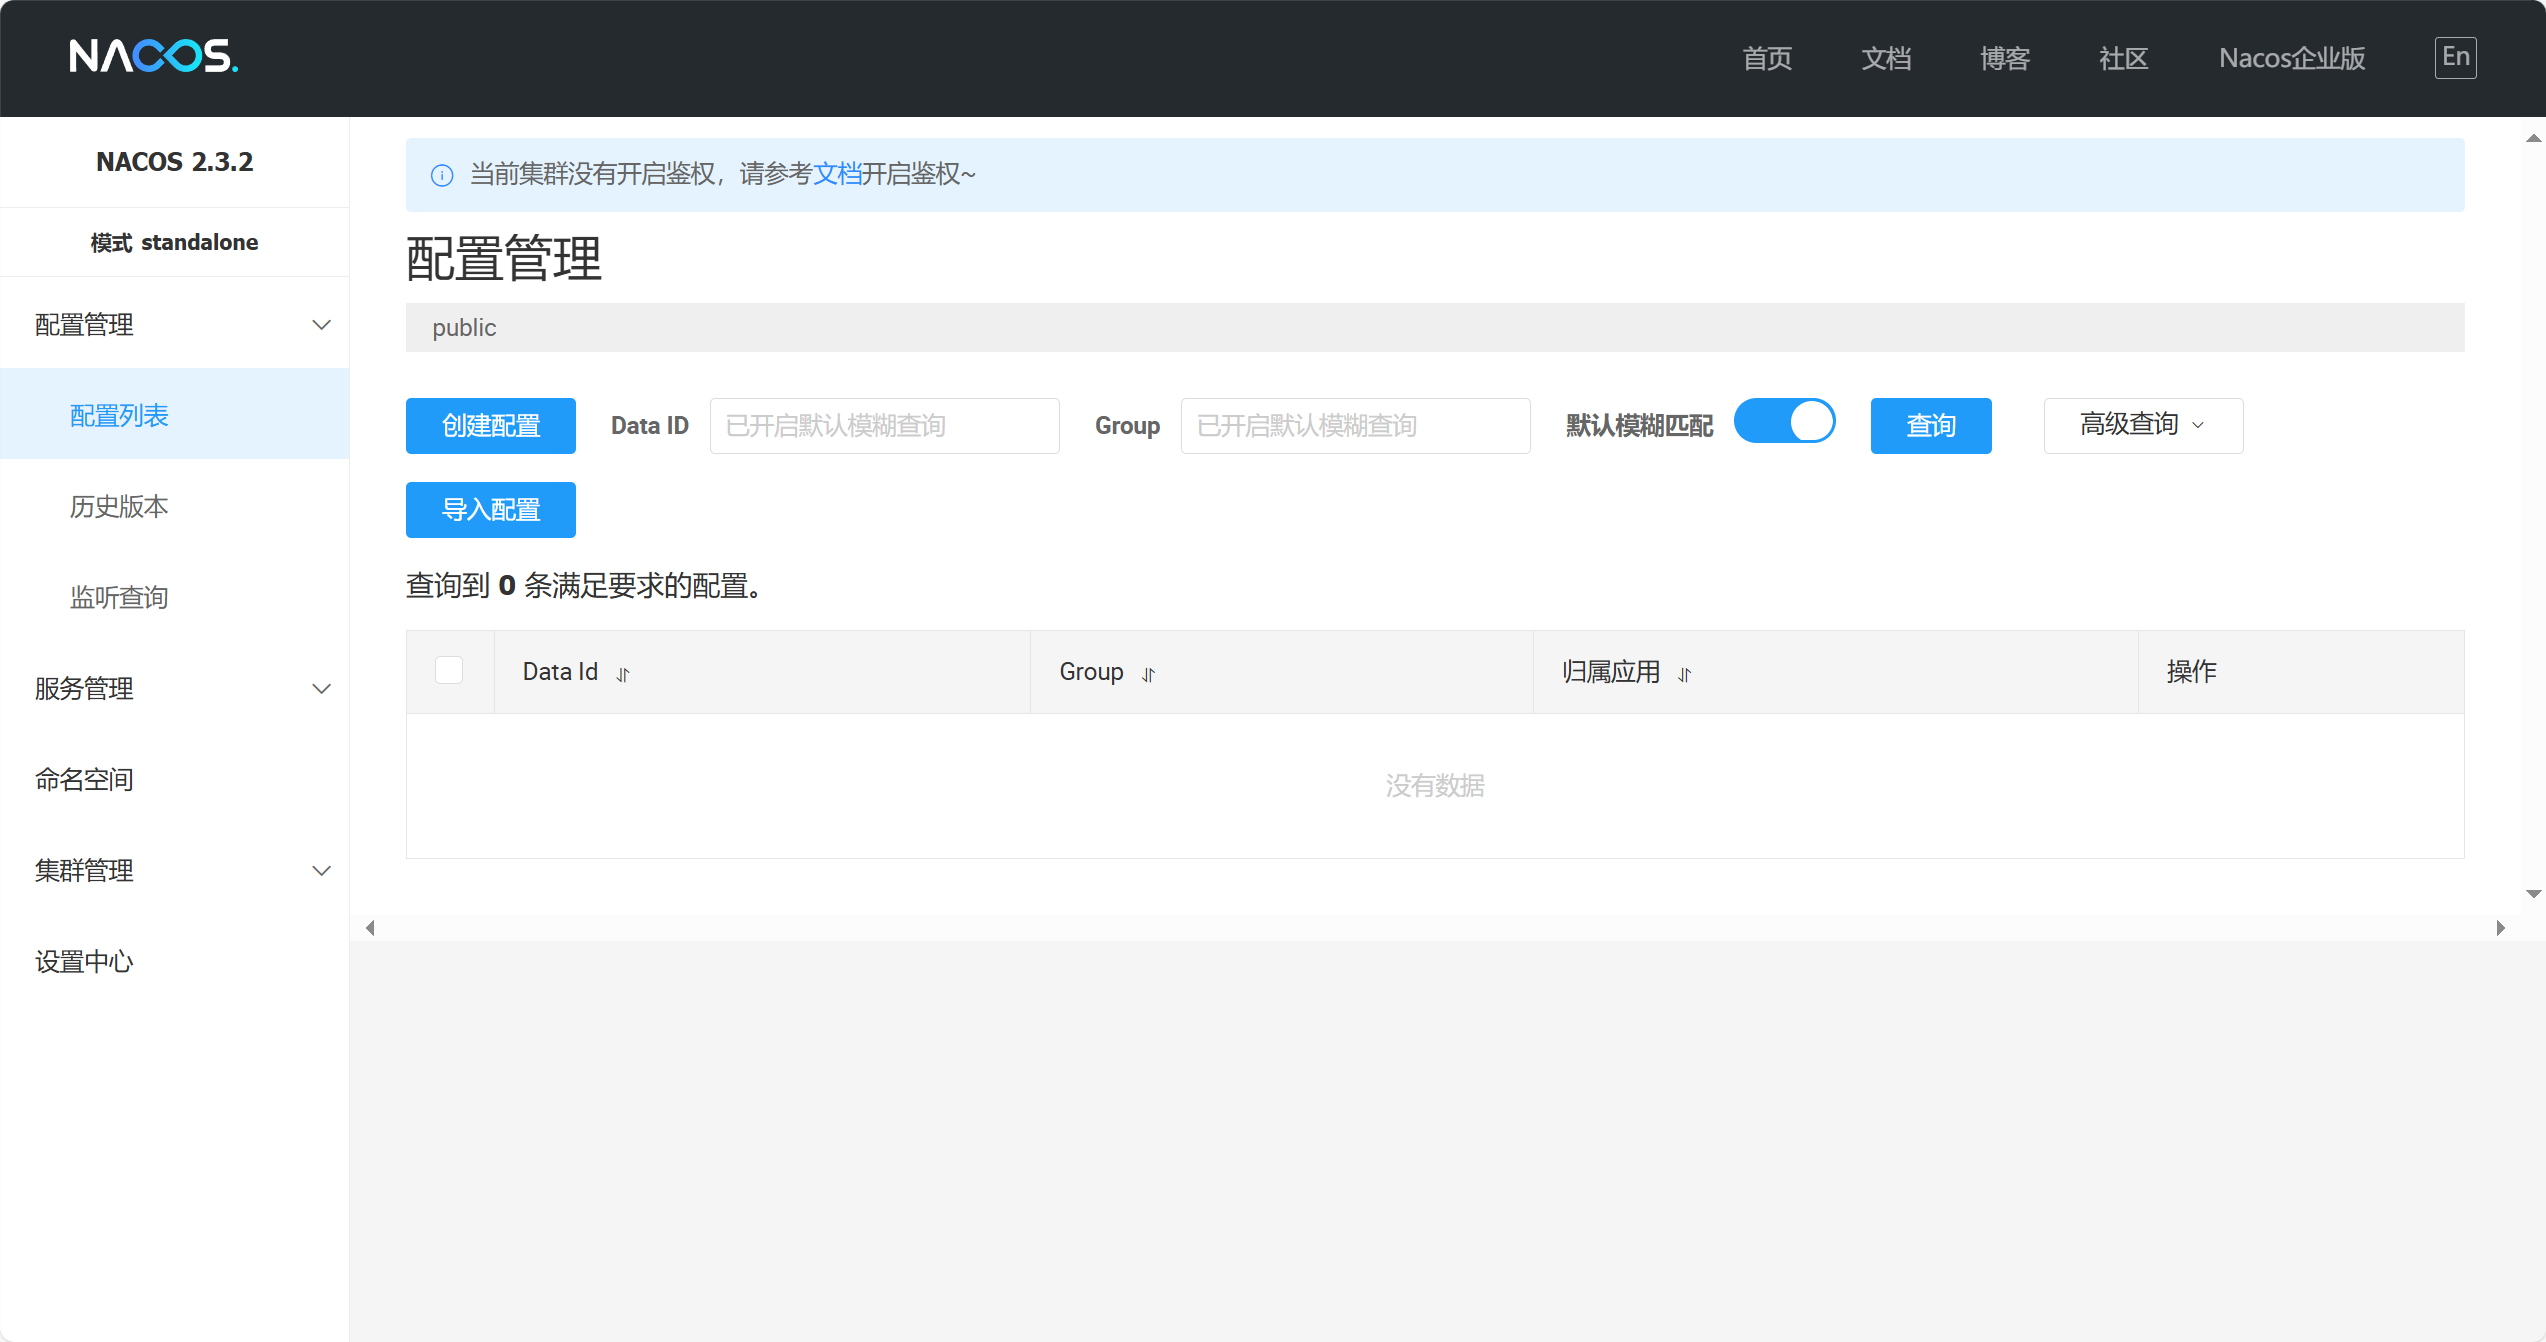 NACOS.
首页
文档
博客
社区
Nacos企业版
En
NACOS 2.3.2
模式 standalone
配置管理
配置列表
历史版本
监听查询
服务管理
命名空间
集群管理
设置中心
当前集群没有开启鉴权，请参考文档开启鉴权~
配置管理
public
创建配置
Data ID
已开启默认模糊查询
Group
已开启默认模糊查询
默认模糊匹配
查询
高级查询
导入配置
查询到 0 条满足要求的配置。
Data Id
Group
归属应用
操作
没有数据